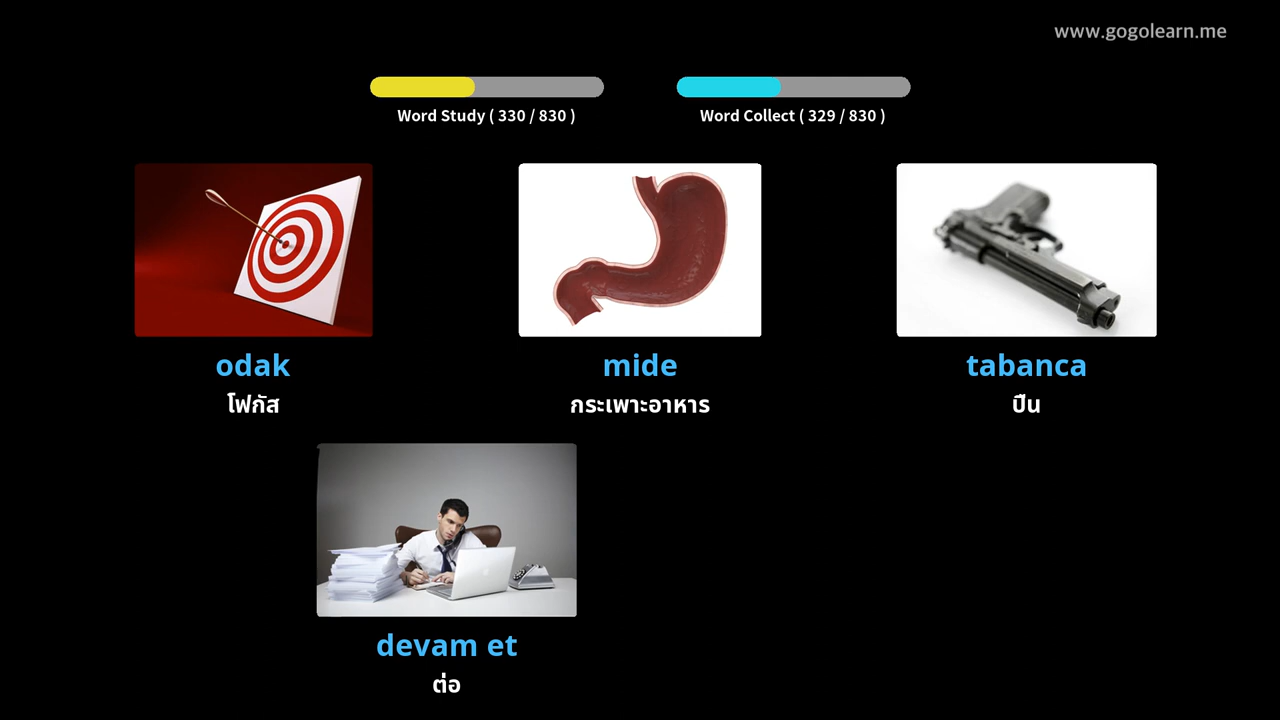 www.gogolearn.me
Word Study ( 330 / 830 )
Word Collect ( 329 / 830 )
odak
โฟกัส
mide
กระเพาะอาหาร
tabanca
ปืน
devam et
ต่อ